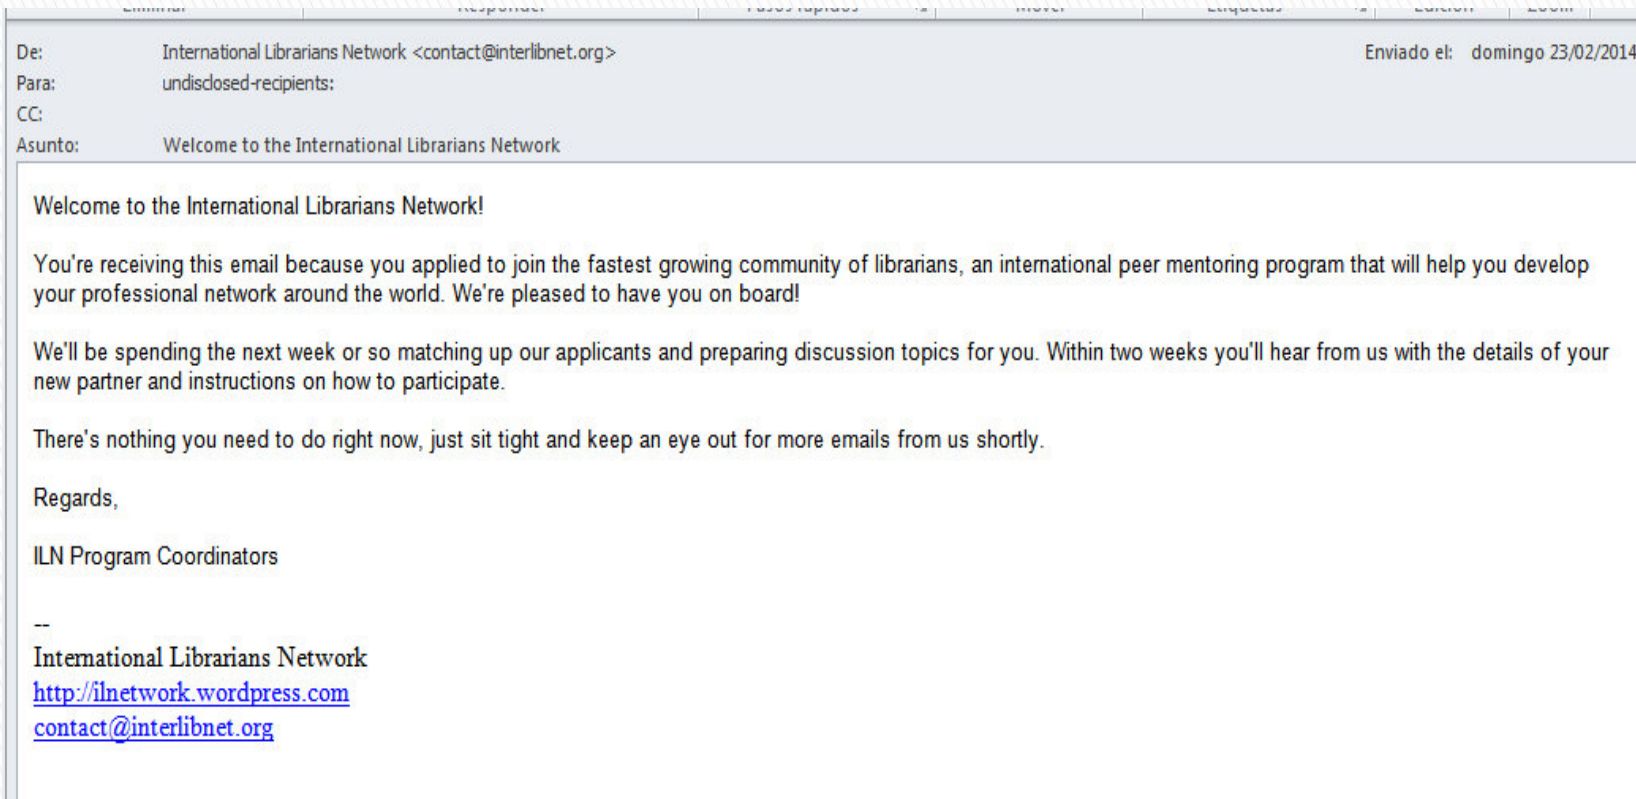 De: International Librarians Network <contact@interlibnet.org> Enviado el: domingo 23/02/2014
Para: undisclosed-recipients:
CC:
Asunto: Welcome to the International Librarians Network
Welcome to the International Librarians Network!
You're receiving this email because you applied to join the fastest growing community of librarians, an international peer mentoring program that will help you develop
your professional network around the world. We're pleased to have you on board!
We'll be spending the next week or so matching up our applicants and preparing discussion topics for you. Within two weeks you'll hear from us with the details of your
new partner and instructions on how to participate.
There's nothing you need to do right now, just sit tight and keep an eye out for more emails from us shortly.
Regards,
ILN Program Coordinators
--
International Librarians Network
http://ilnetwork.wordpress.com
contact@interlibnet.org